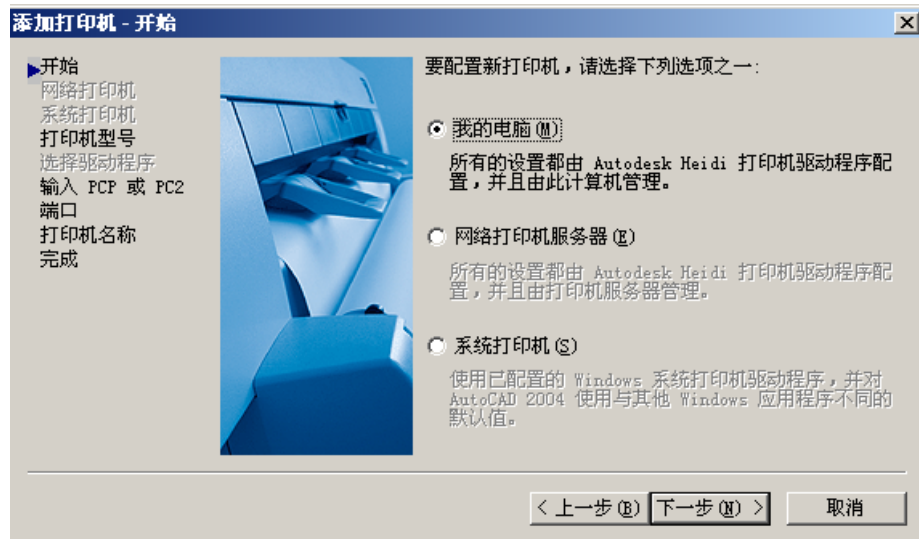 添加打印机 - 开始
开始
网络打印机
系统打印机
打印机型号
选择驱动程序
输入 PCP 或 PC2
端口
打印机名称
完成
要配置新打印机，请选择下列选项之一:
我的电脑(M)
所有的设置都由 Autodesk Heidi 打印机驱动程序配
置，并且由此计算机管理。
网络打印机服务器(E)
所有的设置都由 Autodesk Heidi 打印机驱动程序配
置，并且由打印机服务器管理。
系统打印机(S)
使用已配置的 Windows 系统打印机驱动程序，并对
AutoCAD 2004 使用与其他 Windows 应用程序不同的
默认值。
< 上一步(B)
下一步(N) >
取消